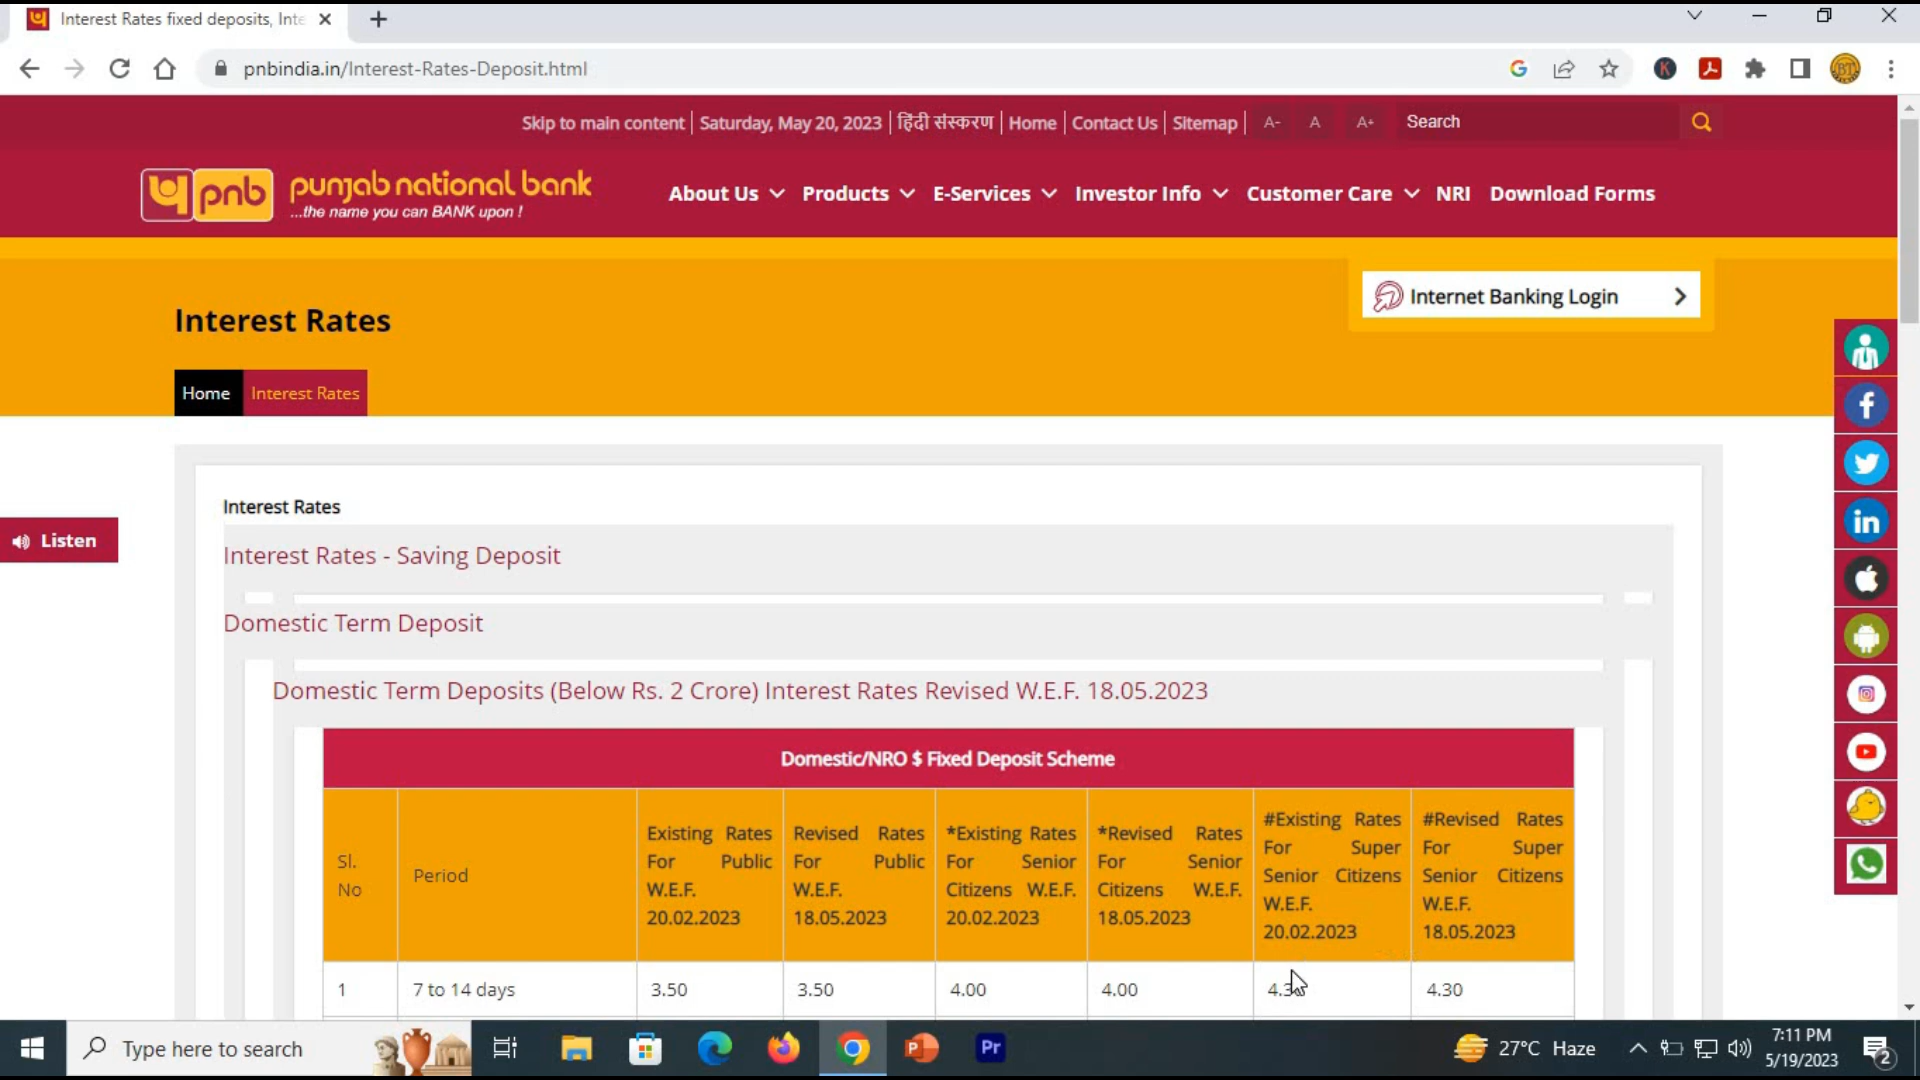 Interest Rates fixed deposits, Inte
pnbindia.in/Interest-Rates-Deposit.html
Skip to main content | Saturday, May 20, 2023 | हिंदी संस्करण | Home | Contact Us | Sitemap | A- A A+ Search
pnb punjab national bank
...the name you can BANK upon !
About Us Products E-Services Investor Info Customer Care NRI Download Forms
Internet Banking Login
Interest Rates
Home Interest Rates
Listen
Interest Rates
Interest Rates - Saving Deposit
Domestic Term Deposit
Domestic Term Deposits (Below Rs. 2 Crore) Interest Rates Revised W.E.F. 18.05.2023
Domestic/NRO $ Fixed Deposit Scheme
Sl.
No
Period
Existing Rates
For Public
W.E.F.
20.02.2023
Revised Rates
For Public
W.E.F.
18.05.2023
*Existing Rates
For Senior
Citizens W.E.F.
20.02.2023
*Revised Rates
For Senior
Citizens W.E.F.
18.05.2023
#Existing Rates
For Super
Senior Citizens
W.E.F.
20.02.2023
#Revised Rates
For Super
Senior Citizens
W.E.F.
18.05.2023
1 7 to 14 days 3.50 3.50 4.00 4.00 4.30 4.30
Type here to search
Pr
27°C Haze
7:11 PM
5/19/2023
2